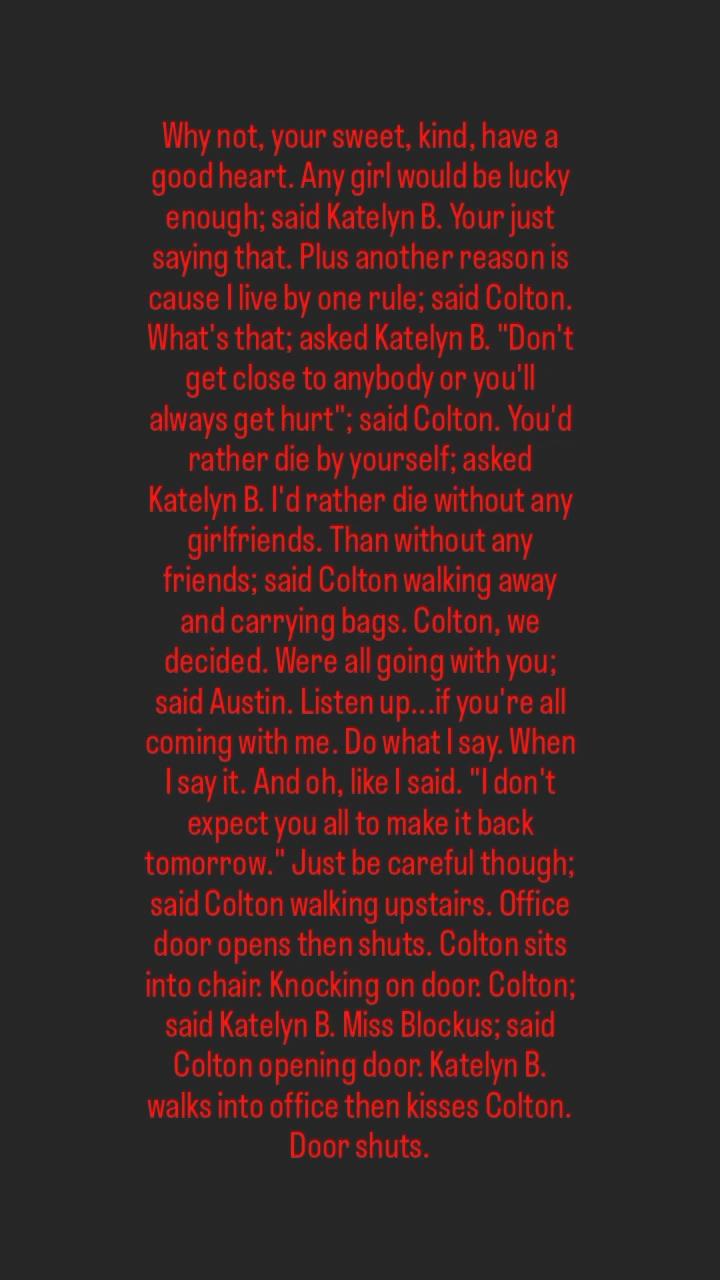 Why not, your sweet, kind, have a
good heart. Any girl would be lucky
enough; said Katelyn B. Your just
saying that. Plus another reason is
cause I live by one rule; said Colton.
What's that; asked Katelyn B. "Don't
get close to anybody or you'll
always get hurt"; said Colton. You'd
rather die by yourself; asked
Katelyn B. I'd rather die without any
girlfriends. Than without any
friends; said Colton walking away
and carrying bags. Colton, we
decided. Were all going with you;
said Austin. Listen up...if you're all
coming with me. Do what I say. When
I say it. And oh, like I said. "I don't
expect you all to make it back
tomorrow." Just be careful though;
said Colton walking upstairs. Office
door opens then shuts. Colton sits
into chair. Knocking on door. Colton;
said Katelyn B. Miss Blockus; said
Colton opening door. Katelyn B.
walks into office then kisses Colton.
Door shuts.